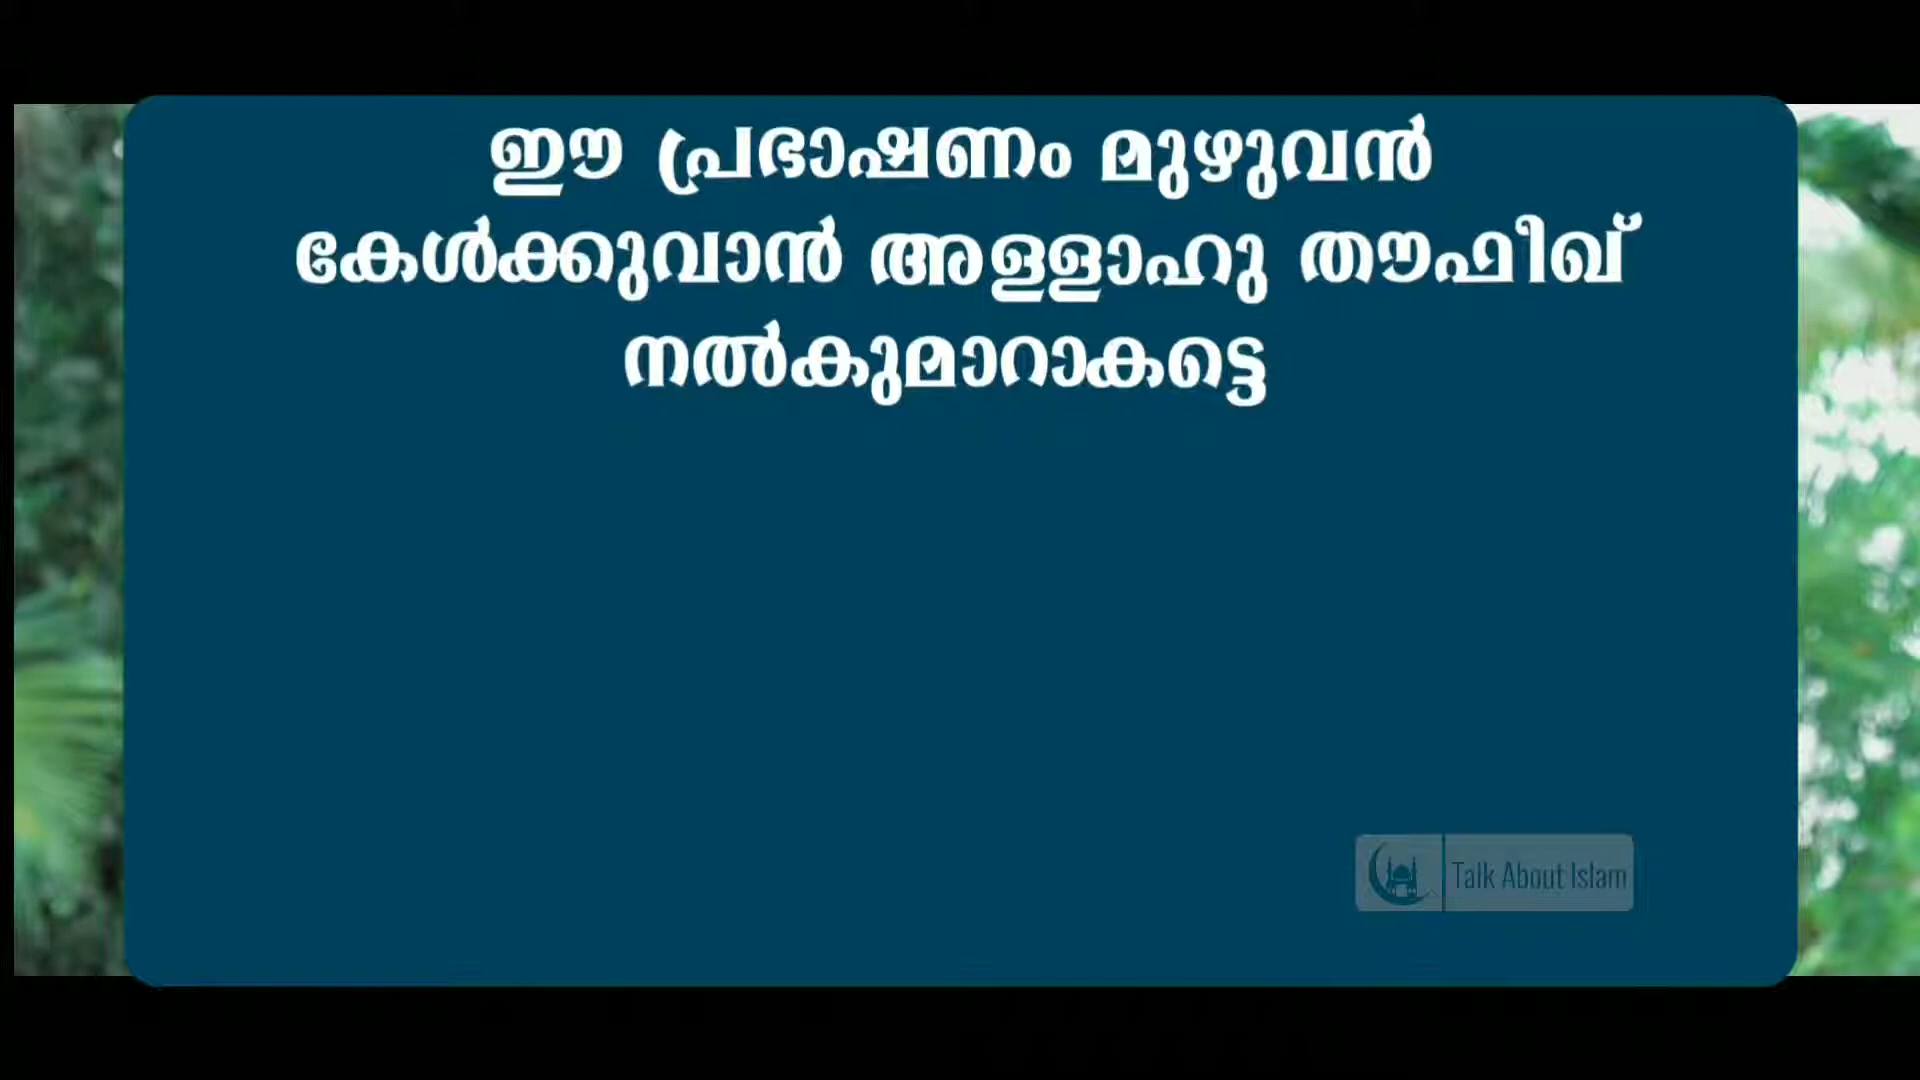 ഈ പ്രഭാഷണം മുഴുവൻ
കേൾക്കുവാൻ അള്ളാഹു തൗഫീഖ്
നൽകുമാറാകട്ടെ
Talk About Islam